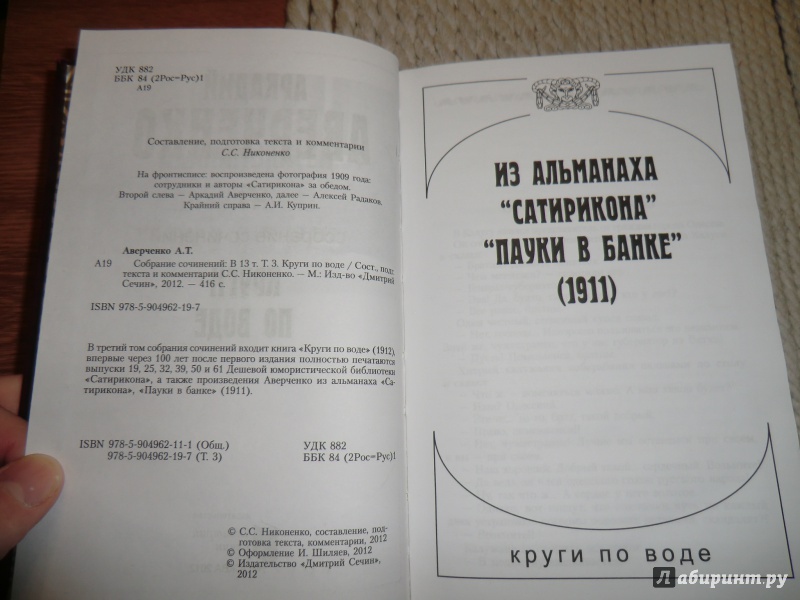 УДК 882
ББК 84 (2Рос=Рус)1
А19
Составление, подготовка текста и комментарии
С.С. Никоненко
На фронтисписе: воспроизведена фотография 1909 года:
сотрудники и авторы «Сатирикона» за обедом.
Второй слева – Аркадий Аверченко, далее – Алексей Радаков.
Крайний справа – А.И. Куприн.
Аверченко А.Т.
А19 Собрание сочинений: В 13 т. Т. 3. Круги по воде / Сост., подг.
текста и комментарии С.С. Никоненко. — М.: Изд-во «Дмитрий
Сечин», 2012. — 416 с.
ISBN 978-5-904962-19-7
В третий том собрания сочинений входит книга «Круги по воде» (1912),
впервые через 100 лет после первого издания полностью печатаются
выпуски 19, 25, 32, 39, 50 и 61 Дешевой юмористической библиотеки
«Сатирикона», а также произведения Аверченко из альманаха «Са-
тирикона», «Пауки в банке» (1911).
ISBN 978-5-904962-11-1 (Общ.)
978-5-904962-19-7 (Т. 3)
УДК 882
ББК 84 (2Рос=Рус)1
© С.С. Никоненко, составление, под-
готовка текста, комментарии, 2012
© Оформление И. Шиляев, 2012
© Издательство «Дмитрий Сечин»,
2012
ИЗ АЛЬМАНАХА
“САТИРИКОНА”
“ПАУКИ В БАНКЕ”
(1911)
круги по воде
Лабиринт.ру